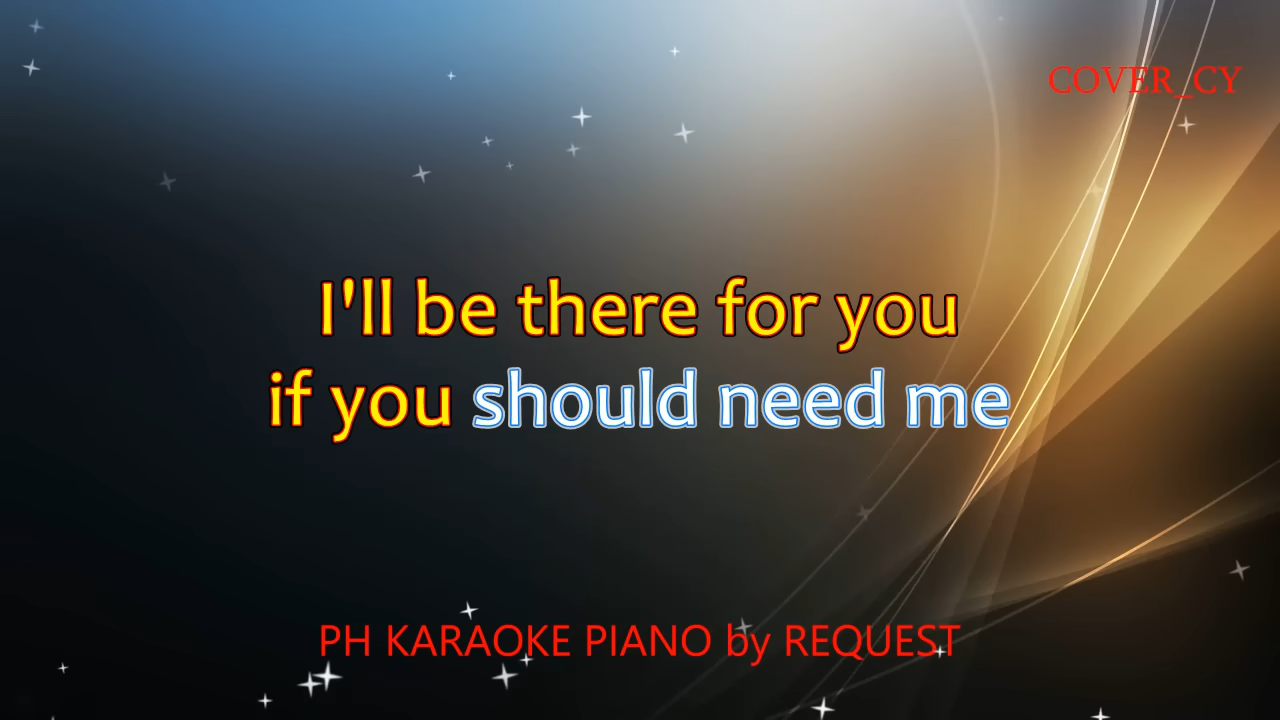 COVER_CY
I'll be there for you
if you should need me
PH KARAOKE PIANO by REQUEST